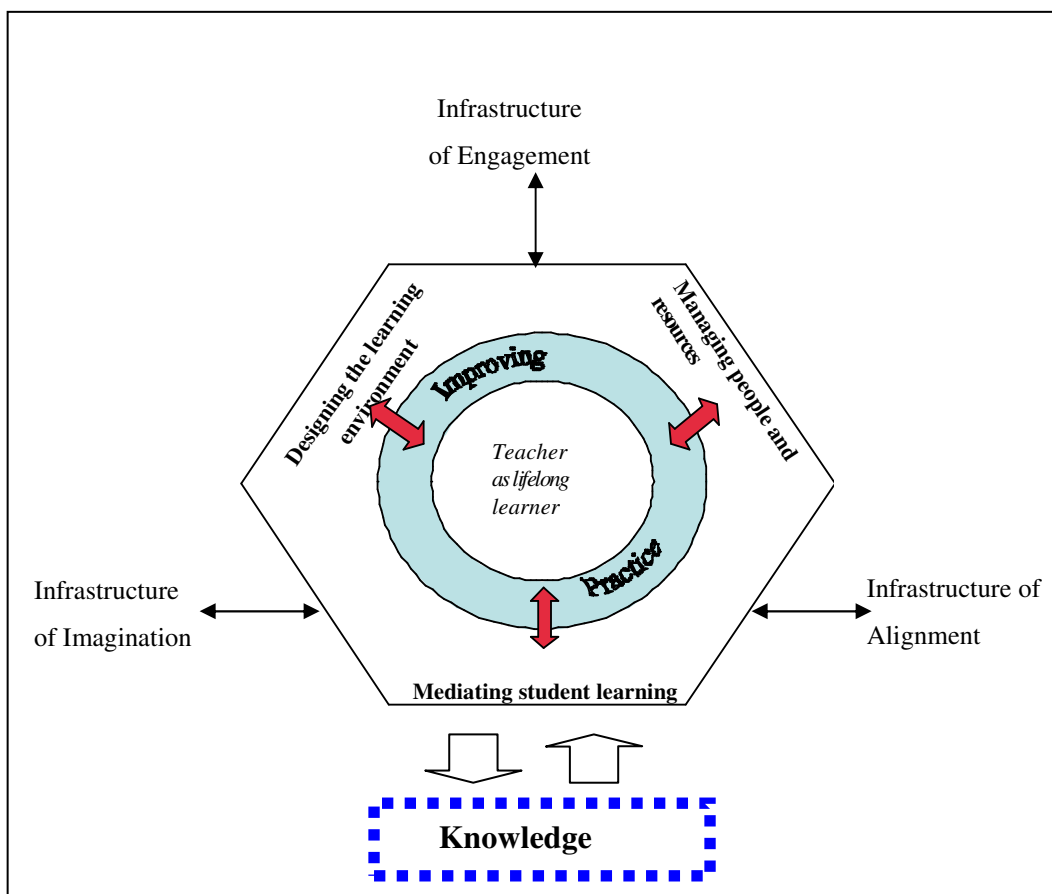 Infrastructure
of Engagement
Designing the learning
environment
Managing people and
resources
Improving
Teacher
as lifelong
learner
Practice
Infrastructure
of Imagination
Infrastructure of
Alignment
Mediating student learning
Knowledge